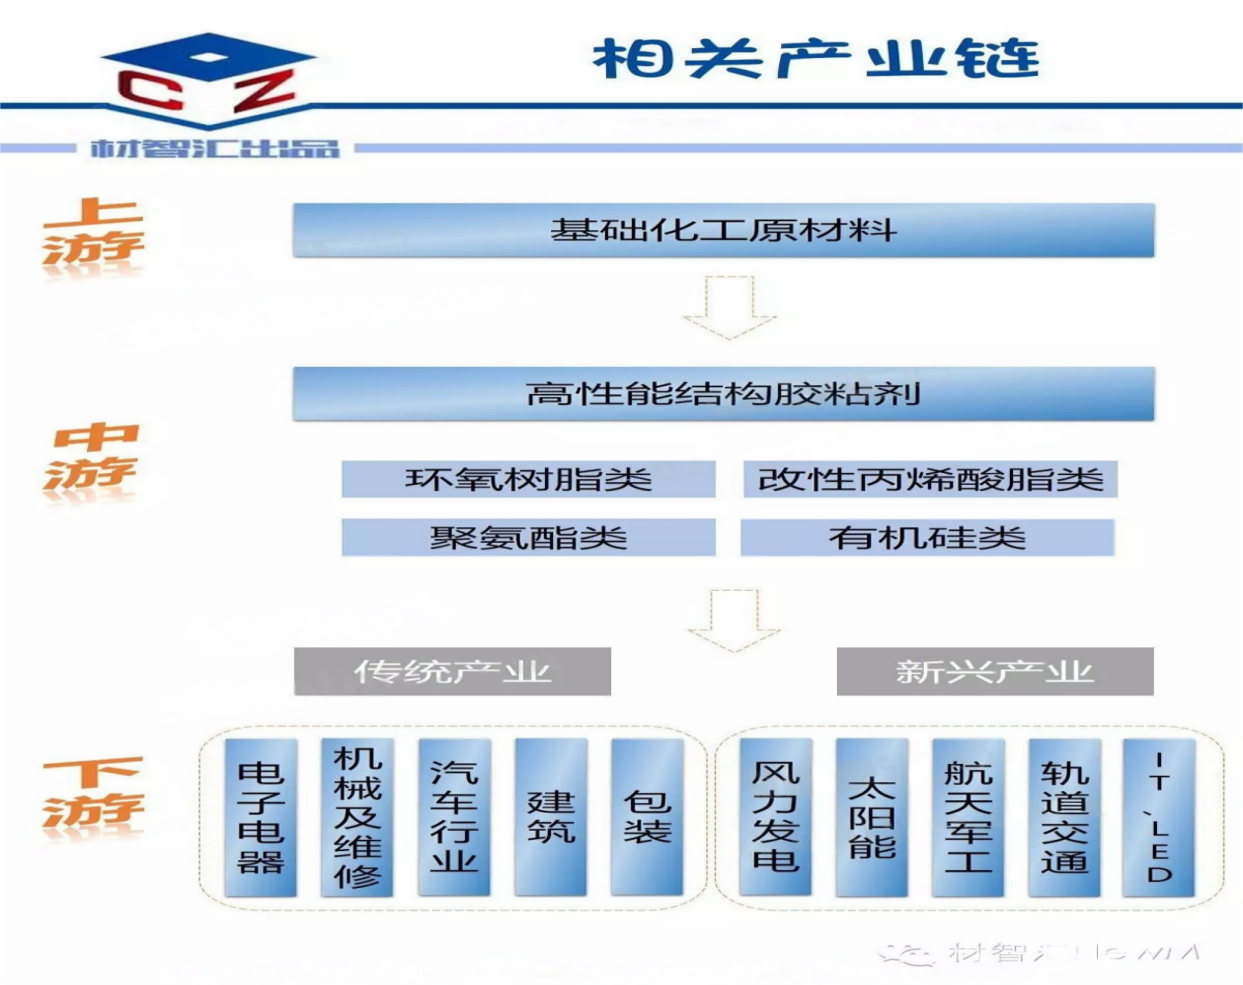 相关产业链
CZ
材智汇出品
上游
基础化工原材料
高性能结构胶粘剂
中游
环氧树脂类
改性丙烯酸脂类
聚氨酯类
有机硅类
传统产业
新兴产业
下游
电子电器
机械及维修
汽车行业
建筑
包装
风力发电
太阳能
航天军工
轨道交通
IT、LED
材智汇